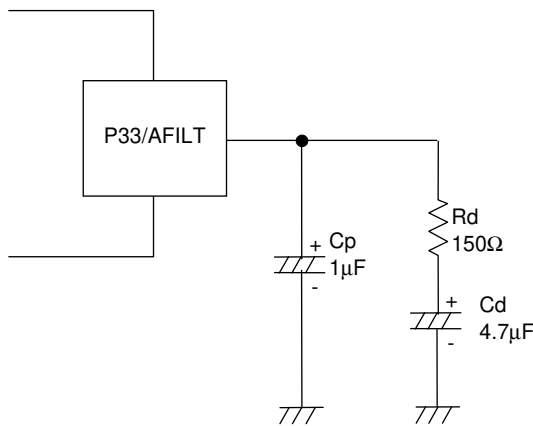 P33/AFILT
+ Cp
1μF
-
Rd
150Ω
+ Cd
4.7μF
-